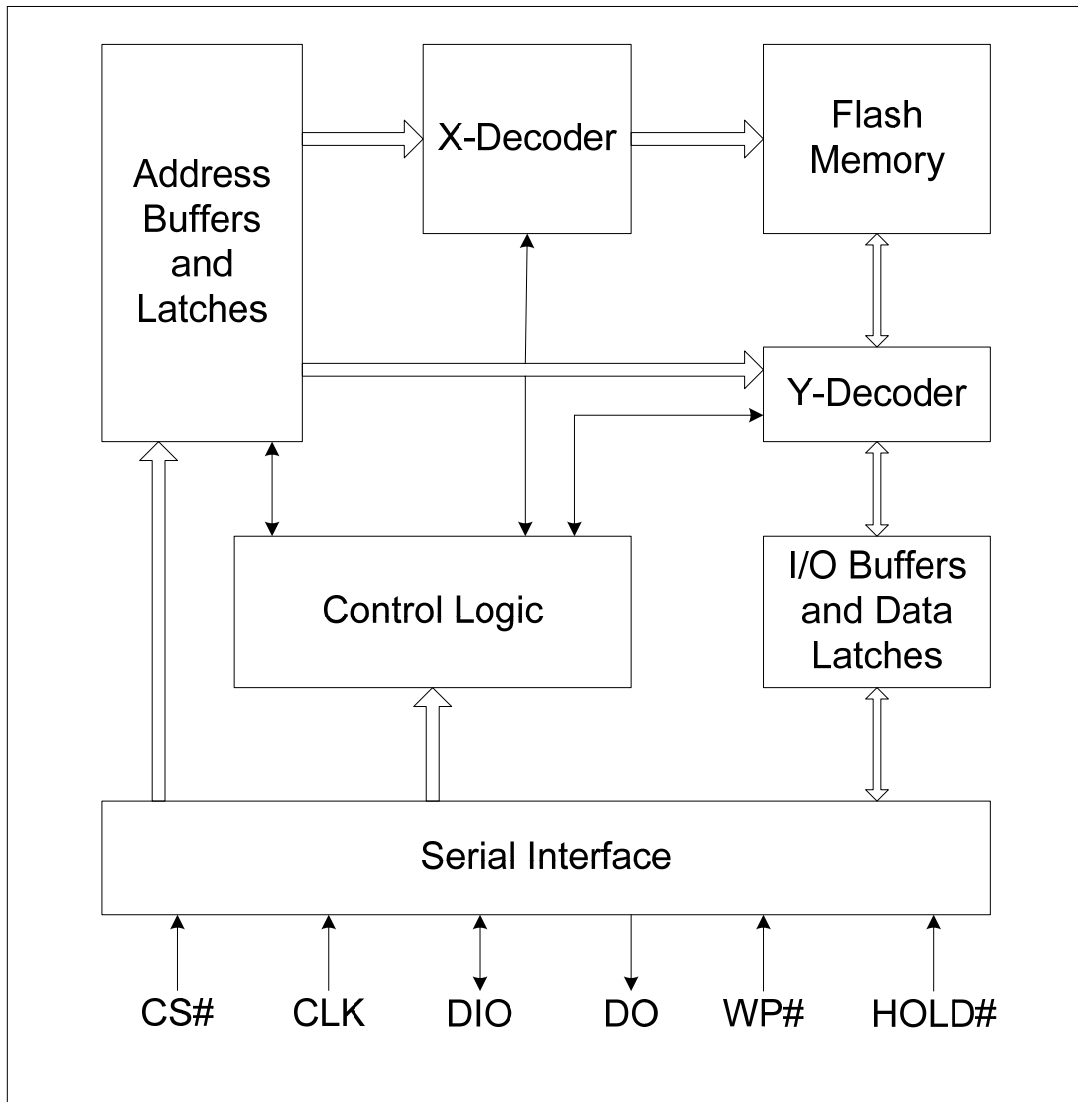 Address
Buffers
and
Latches
X-Decoder
Flash
Memory
Y-Decoder
Control Logic
I/O Buffers
and Data
Latches
Serial Interface
CS#
CLK
DIO
DO
WP#
HOLD#